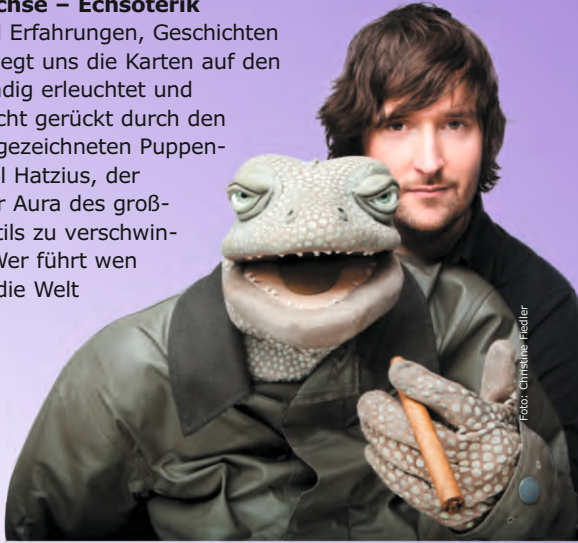 chse – Echsoterik
l Erfahrungen, Geschichten
egt uns die Karten auf den
dig erleuchtet und
cht gerückt durch den
gezeichneten Puppen-
l Hatzius, der
r Aura des groß-
tils zu verschwin-
Wer führt wen
die Welt
Foto: Christine Fiedler